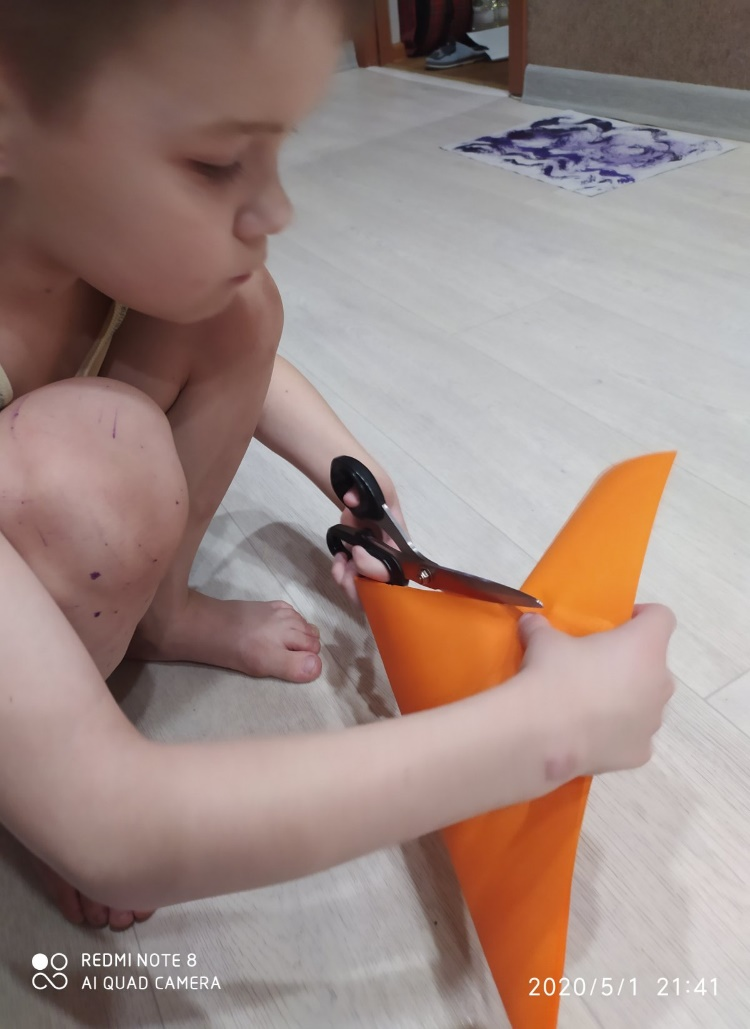 REDMI NOTE 8
AI QUAD CAMERA
2020/5/1 21:41